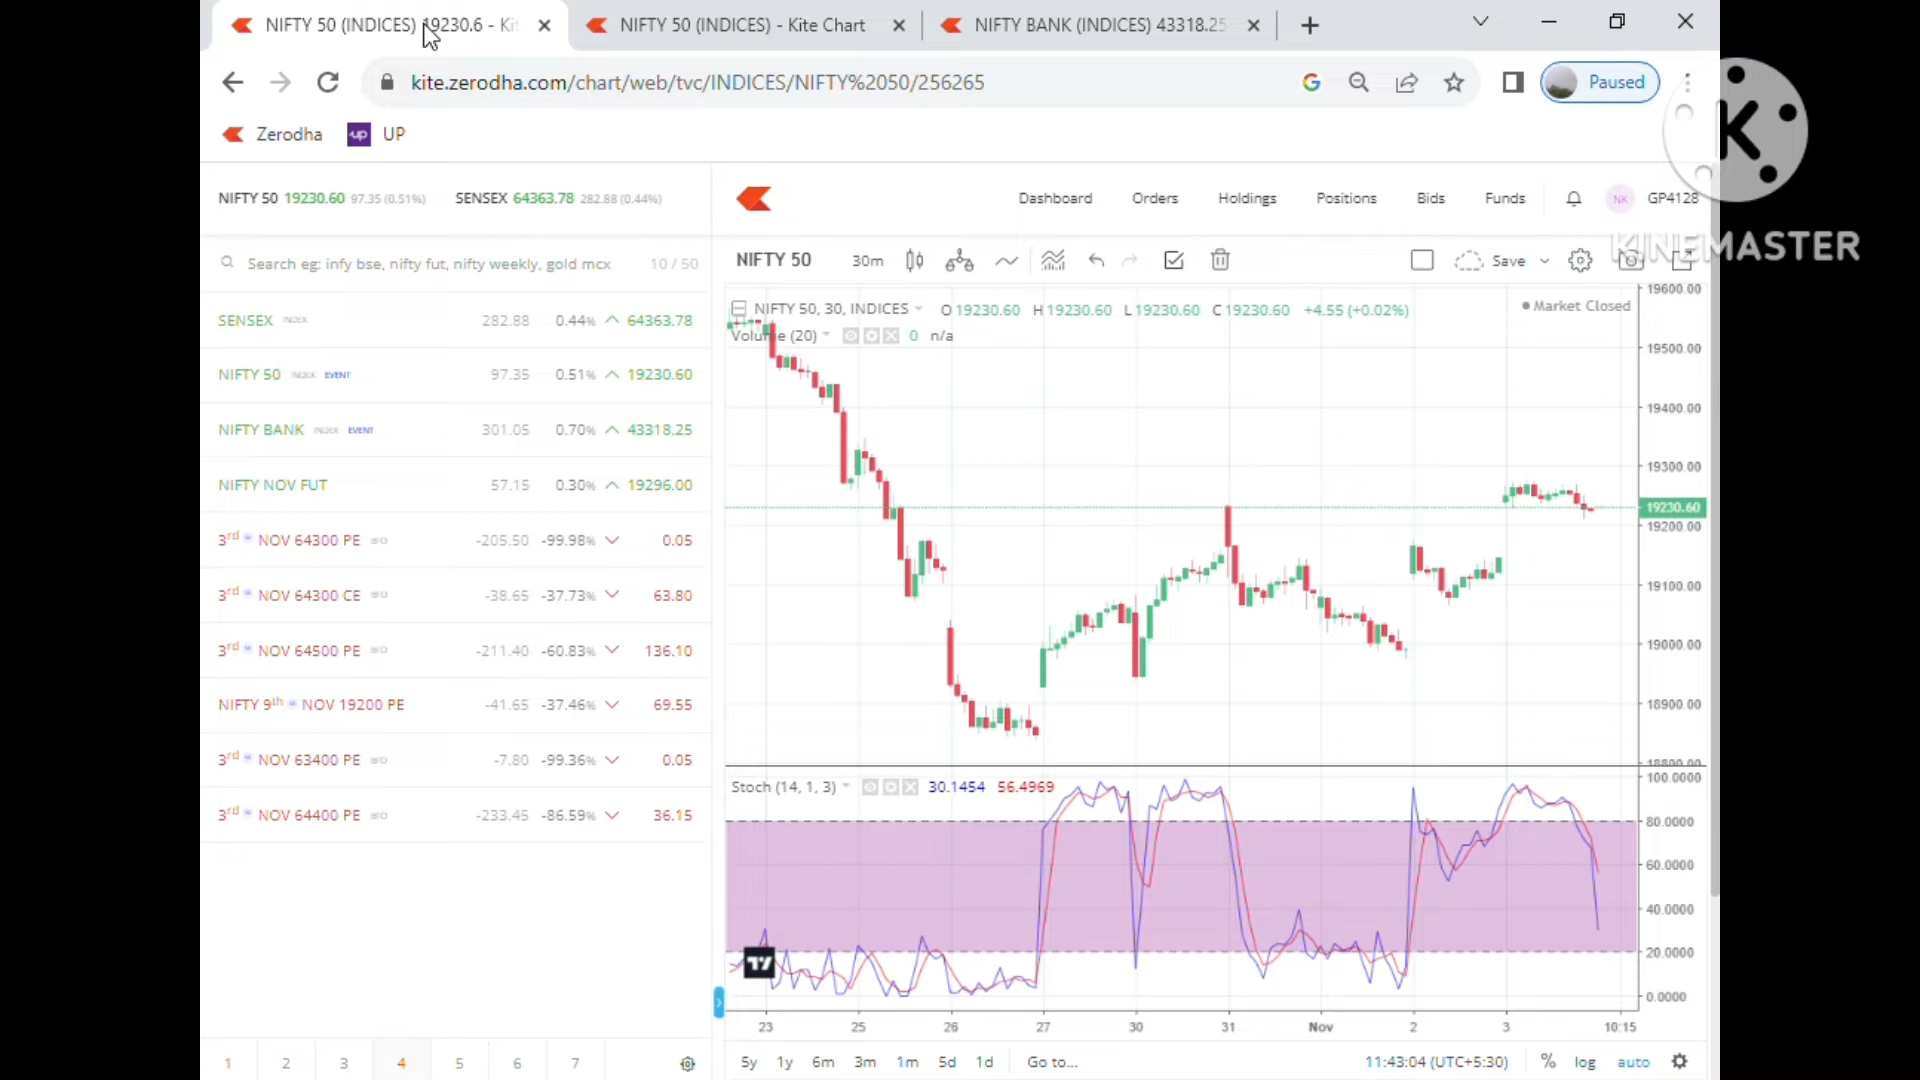 NIFTY 50 (INDICES) 19230.6 - Kit
NIFTY 50 (INDICES) - Kite Chart
NIFTY BANK (INDICES) 43318.25
kite.zerodha.com/chart/web/tvc/INDICES/NIFTY%2050/256265
Paused
Zerodha
up UP
K
KINEMASTER
NIFTY 50 19230.60 97.35 (0.51%) SENSEX 64363.78 282.88 (0.44%)
Dashboard Orders Holdings Positions Bids Funds NK GP4128
Search eg: infy bse, nifty fut, nifty weekly, gold mcx 10 / 50
SENSEX INDEX 282.88 0.44% 64363.78
NIFTY 50 INDEX EVENT 97.35 0.51% 19230.60
NIFTY BANK INDEX EVENT 301.05 0.70% 43318.25
NIFTY NOV FUT 57.15 0.30% 19296.00
3rd w NOV 64300 PE BFO -205.50 -99.98% 0.05
3rd w NOV 64300 CE BFO -38.65 -37.73% 63.80
3rd w NOV 64500 PE BFO -211.40 -60.83% 136.10
NIFTY 9th w NOV 19200 PE -41.65 -37.46% 69.55
3rd w NOV 63400 PE BFO -7.80 -99.36% 0.05
3rd w NOV 64400 PE BFO -233.45 -86.59% 36.15
1 2 3 4 5 6 7
NIFTY 50 30m Save
NIFTY 50, 30, INDICES O 19230.60 H 19230.60 L 19230.60 C 19230.60 +4.55 (+0.02%)
Market Closed
Volume (20) 0 n/a
19600.00
19500.00
19400.00
19300.00
19230.60
19200.00
19100.00
19000.00
18900.00
18800.00
Stoch (14, 1, 3) 30.1454 56.4969
100.0000
80.0000
60.0000
40.0000
20.0000
0.0000
23 25 26 27 30 31 Nov 2 3 10:15
5y 1y 6m 3m 1m 5d 1d Go to... 11:43:04 (UTC+5:30) % log auto